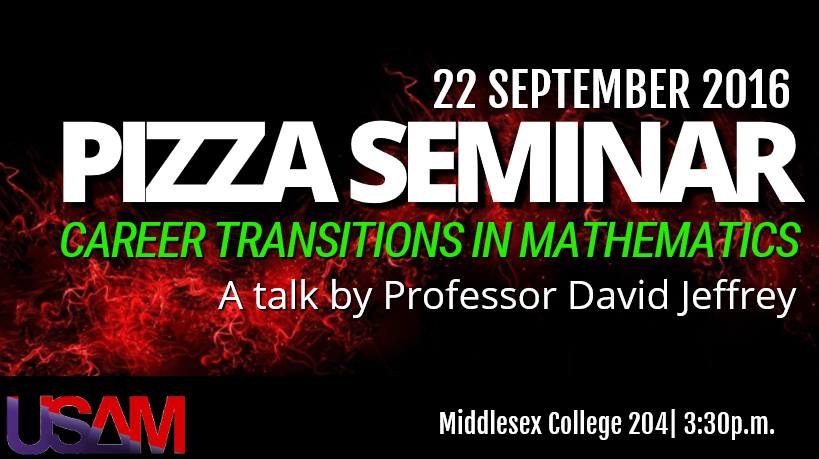 22 SEPTEMBER 2016
PIZZA SEMINAR
CAREER TRANSITIONS IN MATHEMATICS
A talk by Professor David Jeffrey
USAM
Middlesex College 204| 3:30p.m.